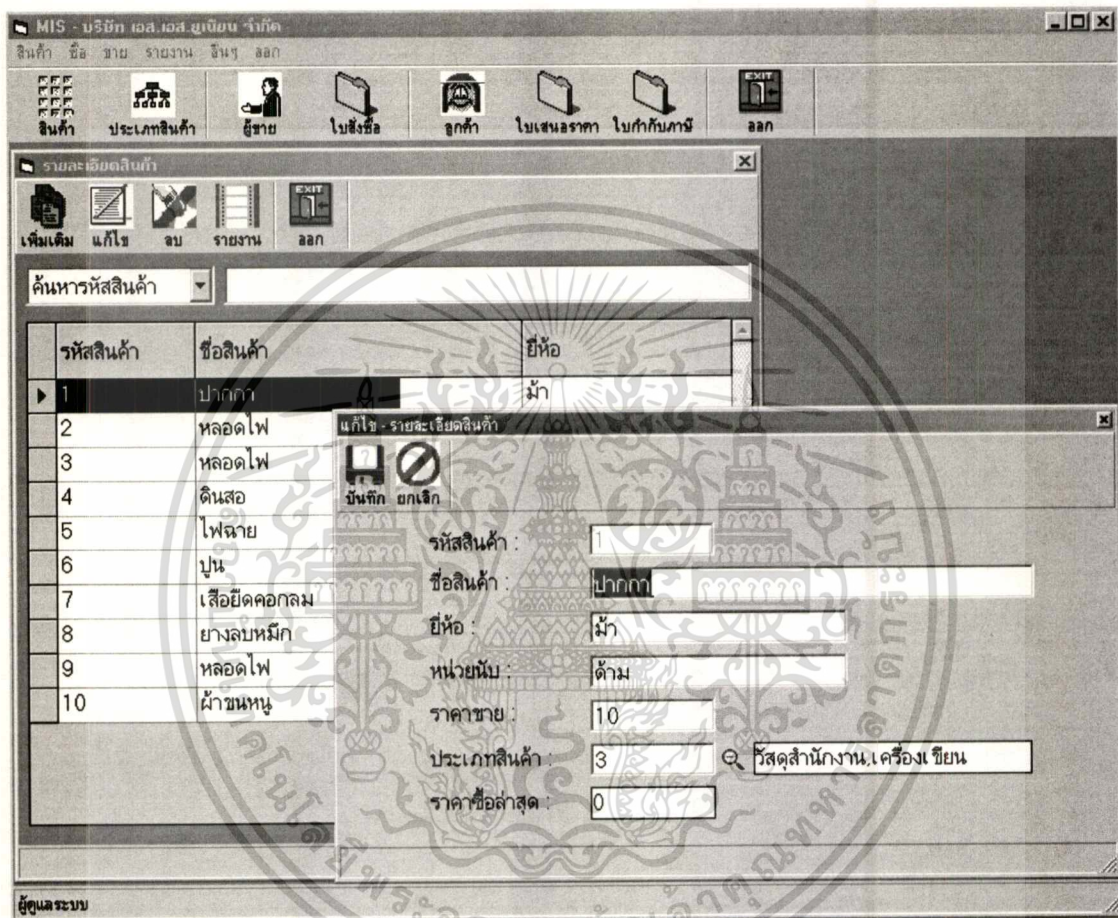 MIS - บริษัท เอส.เอส.ยูเนียน จำกัด
สินค้า ซื้อ ขาย รายงาน อื่นๆ ออก
EXIT
สินค้า ประเภทสินค้า ผู้ขาย ใบสั่งซื้อ ลูกค้า ใบเสนอราคา ใบกำกับภาษี ออก
รายละเอียดสินค้า
EXIT
เพิ่มเติม แก้ไข ลบ รายงาน ออก
ค้นหารหัสสินค้า
รหัสสินค้า ชื่อสินค้า ยี่ห้อ
1 ปากกา ม้า
2 หลอดไฟ
3 หลอดไฟ
4 ดินสอ
5 ไฟฉาย
6 ปูน
7 เสื้อยืดคอกลม
8 ยางลบหมึก
9 หลอดไฟ
10 ผ้าขนหนู
แก้ไข - รายละเอียดสินค้า
บันทึก ยกเลิก
รหัสสินค้า : 1
ชื่อสินค้า : ปากกา
ยี่ห้อ : ม้า
หน่วยนับ : ด้าม
ราคาขาย : 10
ประเภทสินค้า : 3 วัสดุสำนักงาน,เครื่องเขียน
ราคาซื้อล่าสุด : 0
ผู้ดูแลระบบ